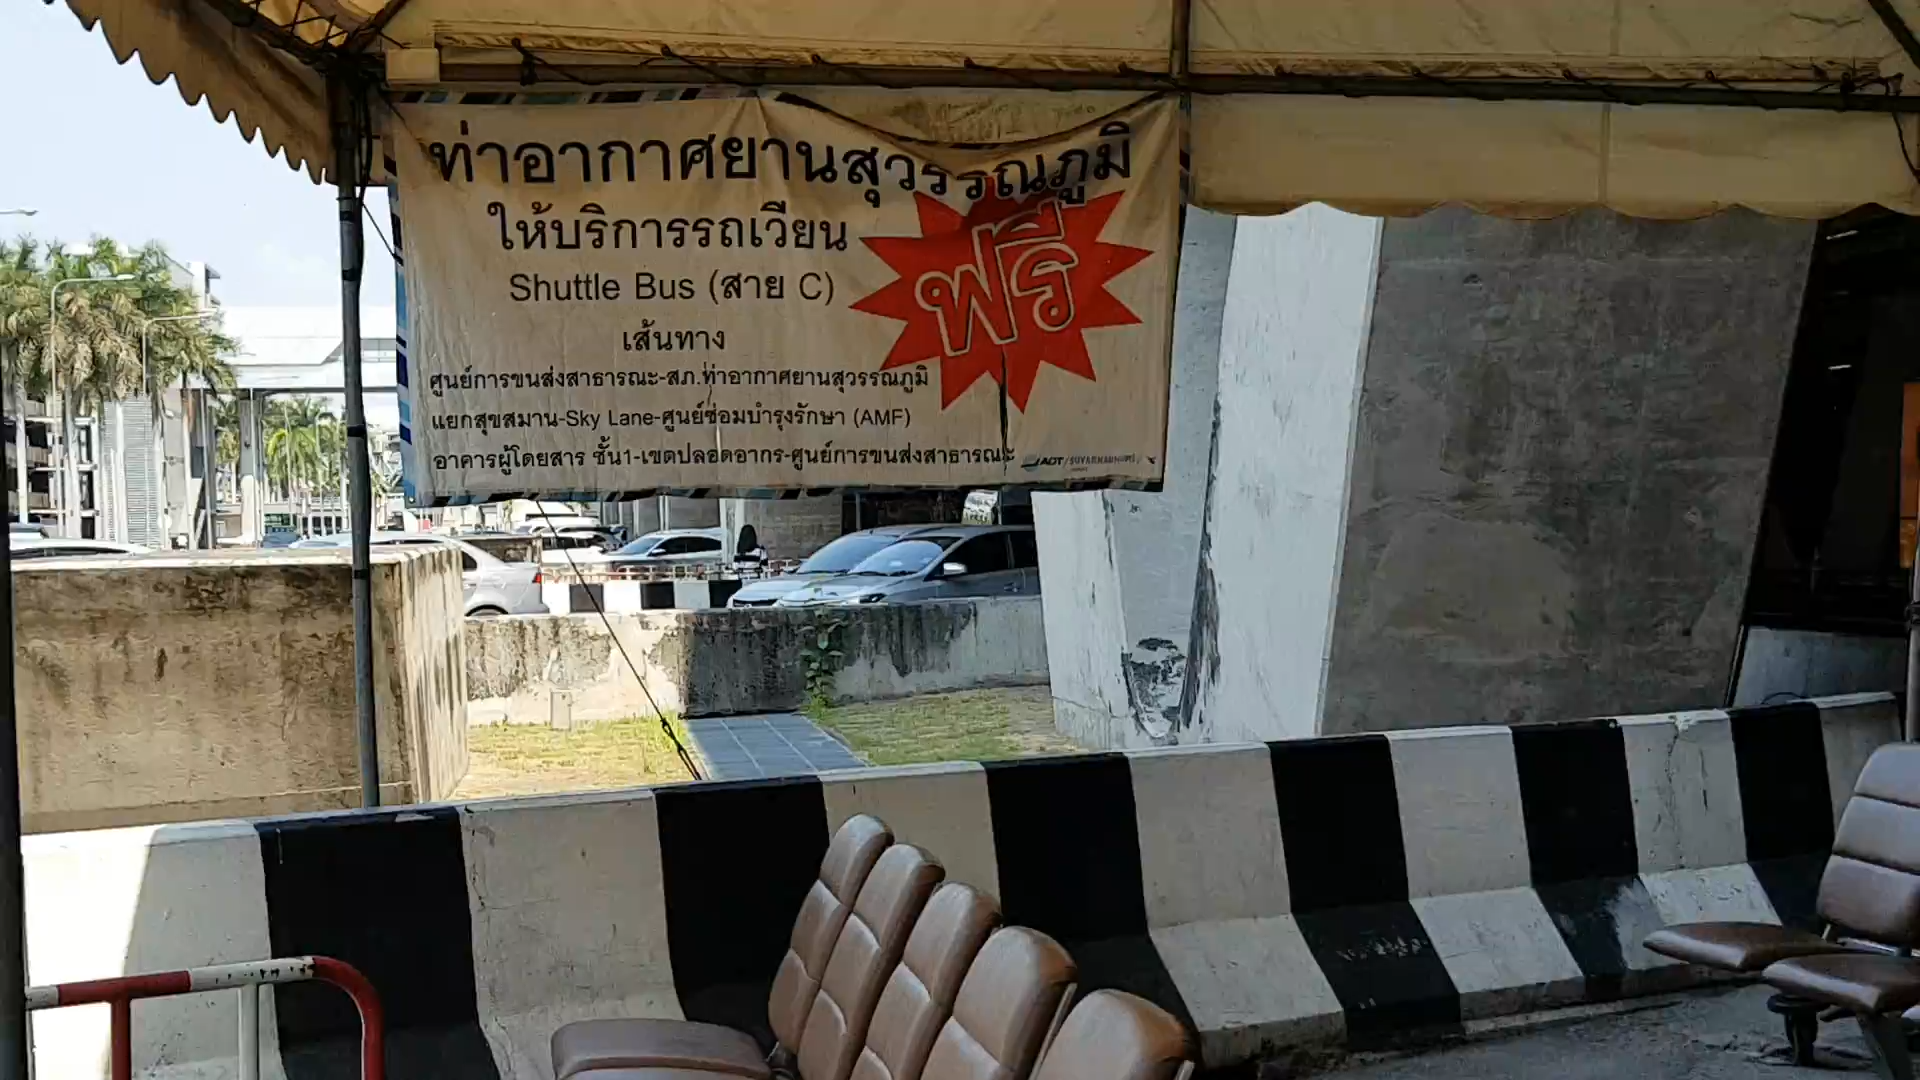 ท่าอากาศยานสุวรรณภูมิ
ให้บริการรถเวียน
Shuttle Bus (สาย C)
ฟรี
เส้นทาง
ศูนย์การขนส่งสาธารณะ-สภ.ท่าอากาศยานสุวรรณภูมิ
แยกสุขสมาน-Sky Lane-ศูนย์ซ่อมบำรุงรักษา (AMF)
อาคารผู้โดยสาร ชั้น1-เขตปลอดอากร-ศูนย์การขนส่งสาธารณะ
AOT